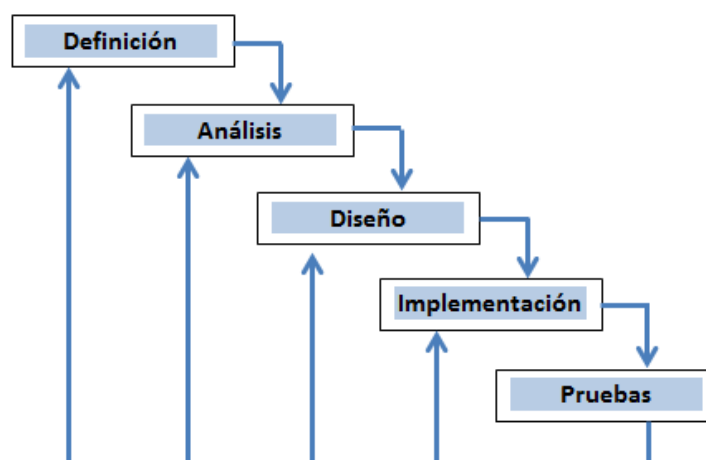 Definición
Análisis
Diseño
Implementación
Pruebas